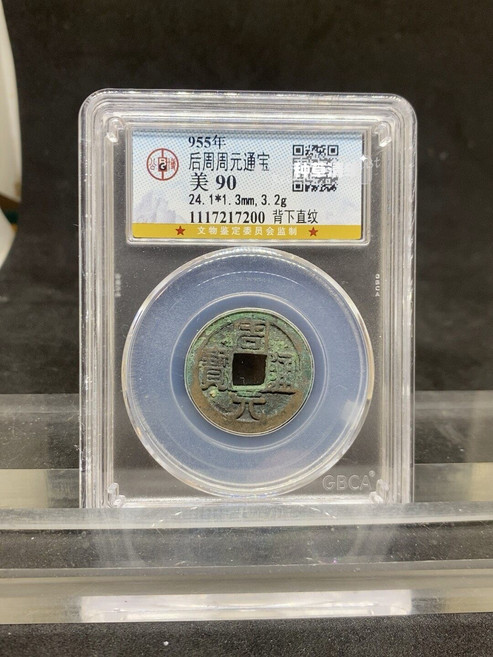 955年
后周周元通宝
美 90
24.1*1.3mm,3.2g
1117217200 背下直纹
★ 文物鉴定委员会监制 ★
周
寳 通
元
GBCA